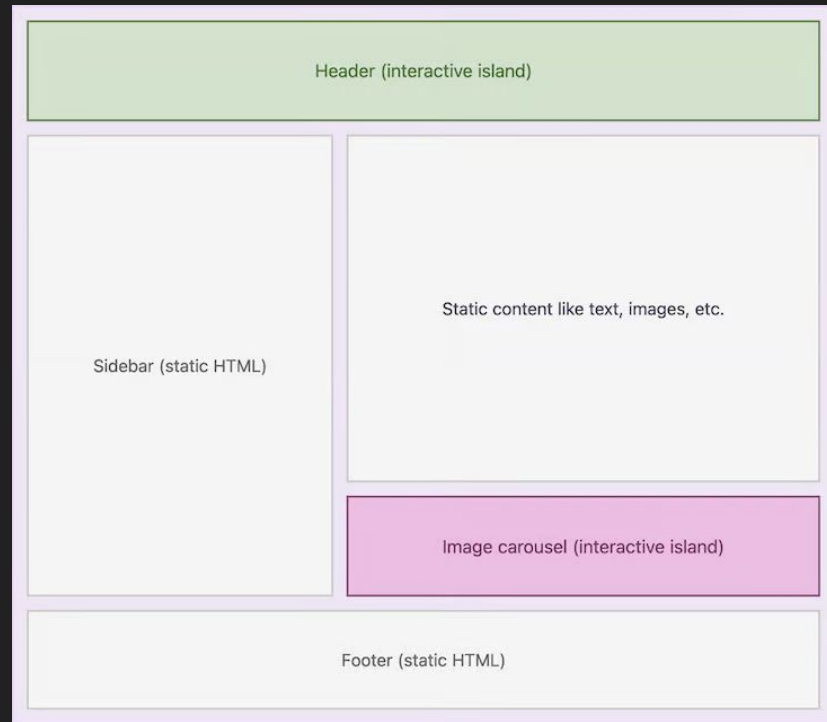 Header (interactive island)
Static content like text, images, etc.
Sidebar (static HTML)
Image carousel (interactive island)
Footer (static HTML)